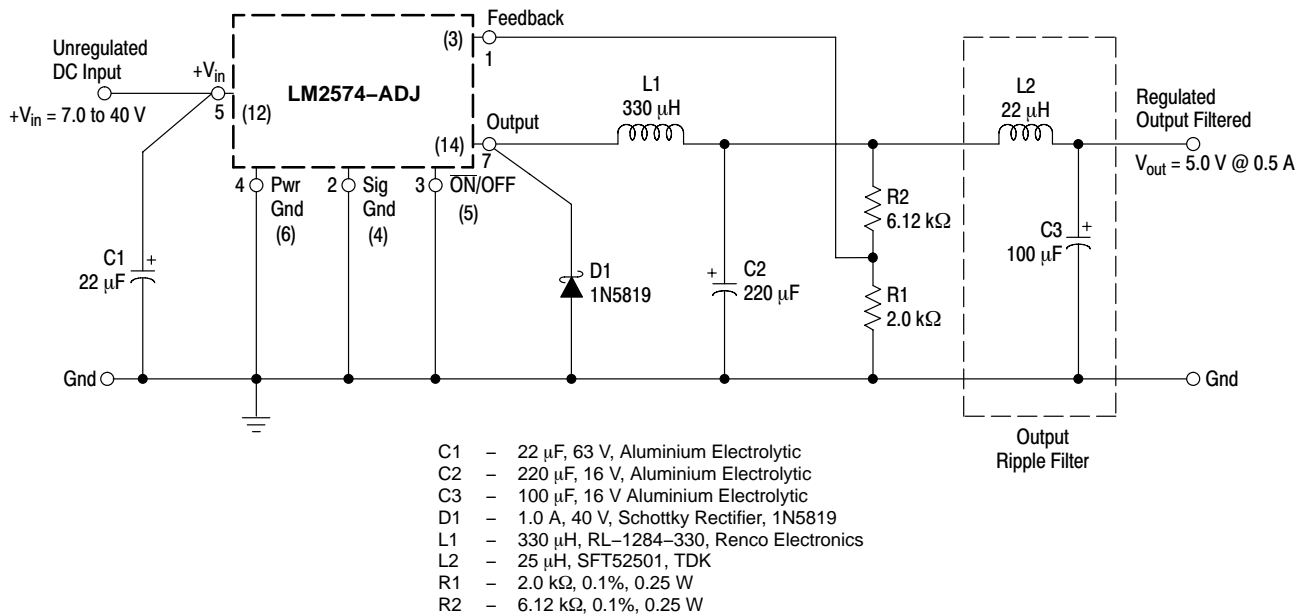 Feedback
(3)
1
Unregulated
DC Input
+Vin
LM2574–ADJ
L1
330 μH
L2
22 μH
Regulated
Output Filtered
+Vin = 7.0 to 40 V
5
(12)
Output
(14)
7
Vout = 5.0 V @ 0.5 A
4
Pwr
Gnd
(6)
2
Sig
Gnd
(4)
3
ON/OFF
(5)
R2
6.12 kΩ
C1
22 μF
+
D1
1N5819
+
C2
220 μF
R1
2.0 kΩ
C3
100 μF
+
Gnd
Gnd
Output
Ripple Filter
C1 – 22 μF, 63 V, Aluminium Electrolytic
C2 – 220 μF, 16 V, Aluminium Electrolytic
C3 – 100 μF, 16 V Aluminium Electrolytic
D1 – 1.0 A, 40 V, Schottky Rectifier, 1N5819
L1 – 330 μH, RL–1284–330, Renco Electronics
L2 – 25 μH, SFT52501, TDK
R1 – 2.0 kΩ, 0.1%, 0.25 W
R2 – 6.12 kΩ, 0.1%, 0.25 W